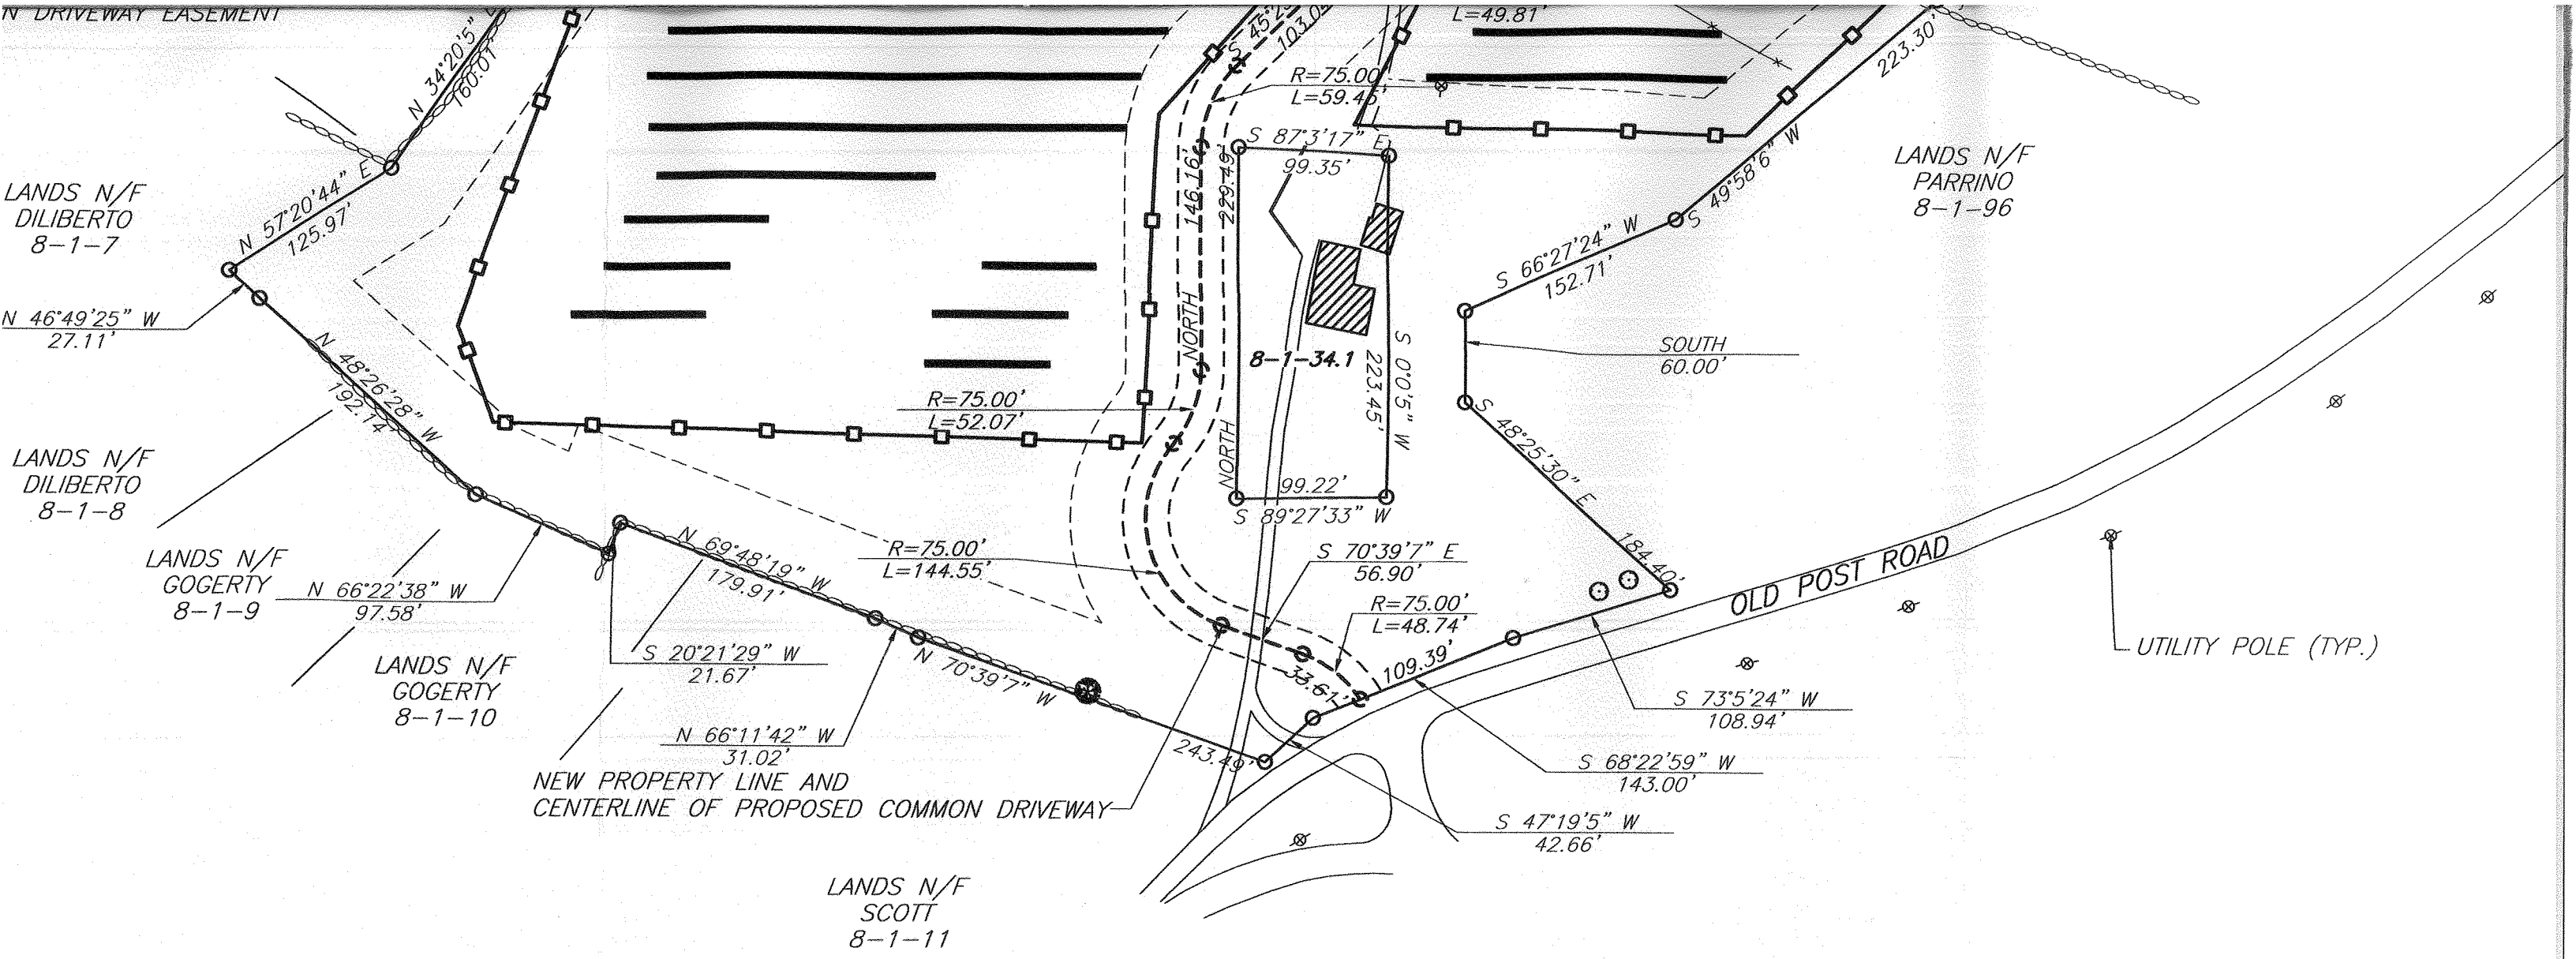 N DRIVEWAY EASEMENT
N 34°20'5"
160.01'
L=49.81'
103.0
223.30'
R=75.00'
L=59.45'
LANDS N/F
DILIBERTO
8-1-7
N 57°20'44" E
125.97'
N 46°49'25" W
27.11'
146.16'
NORTH
229.49'
NORTH
S 87°3'17" E
99.35'
S 49°58'6" W
LANDS N/F
PARRINO
8-1-96
S 66°27'24" W
152.71'
SOUTH
60.00'
8-1-34.1
S 0°0'5" W
223.45'
N 48°26'28" W
192.14'
R=75.00'
L=52.07'
S 48°25'30" E
184.40'
99.22'
S 89°27'33" W
LANDS N/F
DILIBERTO
8-1-8
LANDS N/F
GOGERTY
8-1-9
N 66°22'38" W
97.58'
N 69°48'19" W
179.91'
R=75.00'
L=144.55'
S 70°39'7" E
56.90'
R=75.00'
L=48.74'
OLD POST ROAD
UTILITY POLE (TYP.)
LANDS N/F
GOGERTY
8-1-10
S 20°21'29" W
21.67'
N 70°39'7" W
243.49'
33.61'
109.39'
S 73°5'24" W
108.94'
N 66°11'42" W
31.02'
S 68°22'59" W
143.00'
NEW PROPERTY LINE AND
CENTERLINE OF PROPOSED COMMON DRIVEWAY
S 47°19'5" W
42.66'
LANDS N/F
SCOTT
8-1-11